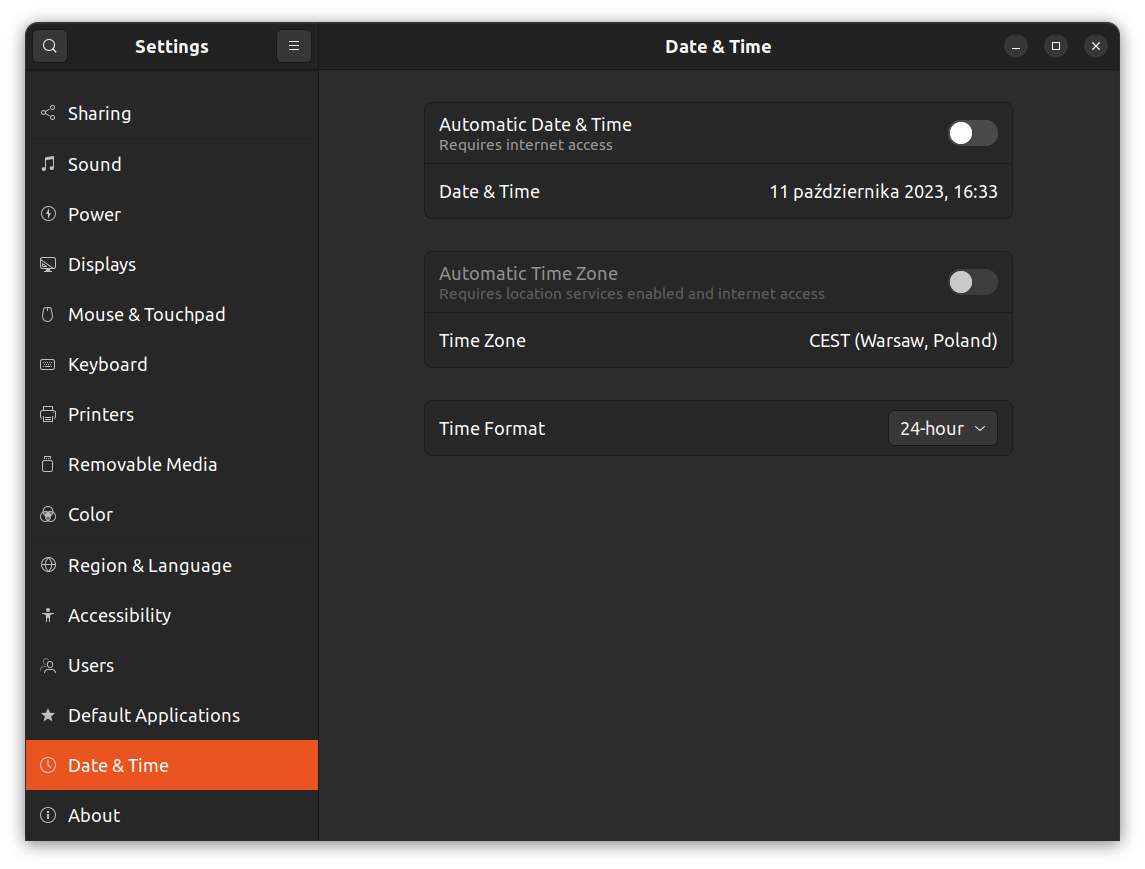 Settings
Date & Time
Sharing
Sound
Power
Displays
Mouse & Touchpad
Keyboard
Printers
Removable Media
Color
Region & Language
Accessibility
Users
Default Applications
Date & Time
About
Automatic Date & Time
Requires internet access
Date & Time 11 października 2023, 16:33
Automatic Time Zone
Requires location services enabled and internet access
Time Zone CEST (Warsaw, Poland)
Time Format 24-hour